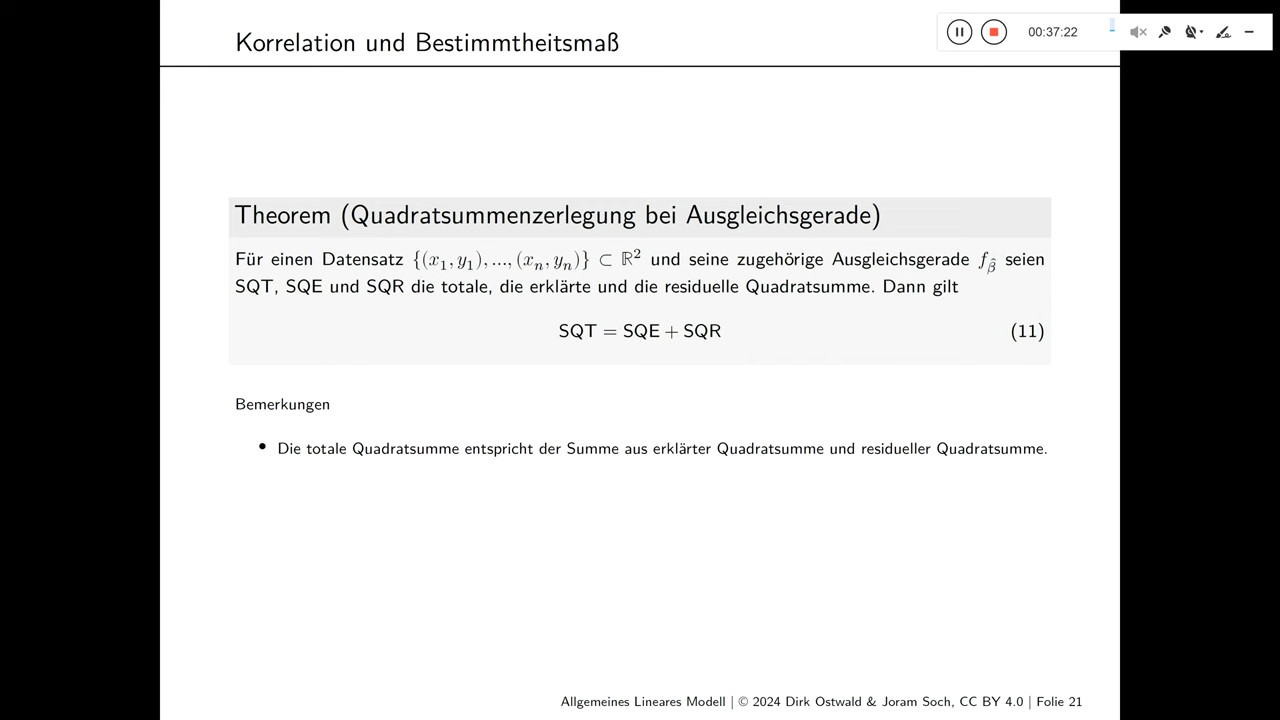 Korrelation und Bestimmtheitsmaß
00:37:22
Theorem (Quadratsummenzerlegung bei Ausgleichsgerade)
Für einen Datensatz {(x₁, y₁), ..., (xₙ, yₙ)} ⊂ ℝ² und seine zugehörige Ausgleichsgerade f_β̂ seien
SQT, SQE und SQR die totale, die erklärte und die residuelle Quadratsumme. Dann gilt
SQT = SQE + SQR (11)
Bemerkungen
• Die totale Quadratsumme entspricht der Summe aus erklärter Quadratsumme und residueller Quadratsumme.
Allgemeines Lineares Modell | © 2024 Dirk Ostwald & Joram Soch, CC BY 4.0 | Folie 21